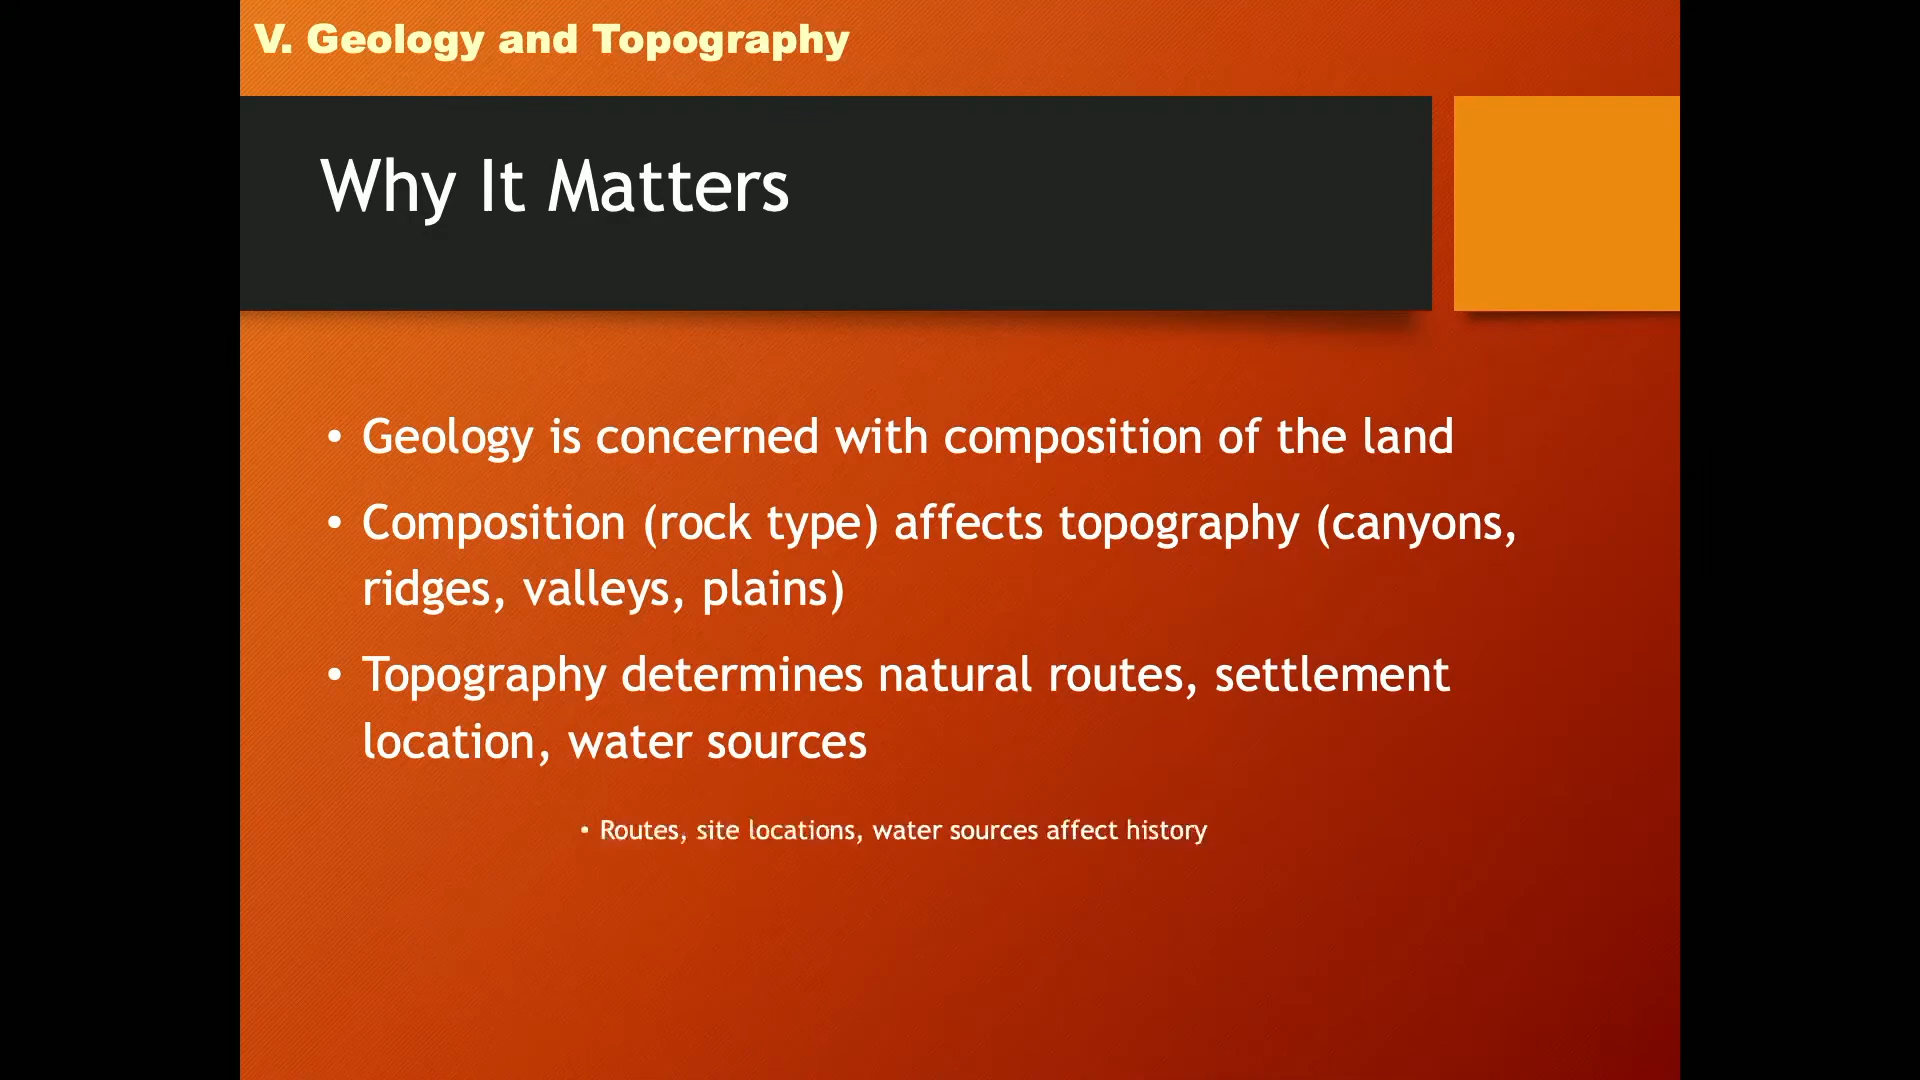 V. Geology and Topography
Why It Matters
• Geology is concerned with composition of the land
• Composition (rock type) affects topography (canyons,
ridges, valleys, plains)
• Topography determines natural routes, settlement
location, water sources
• Routes, site locations, water sources affect history